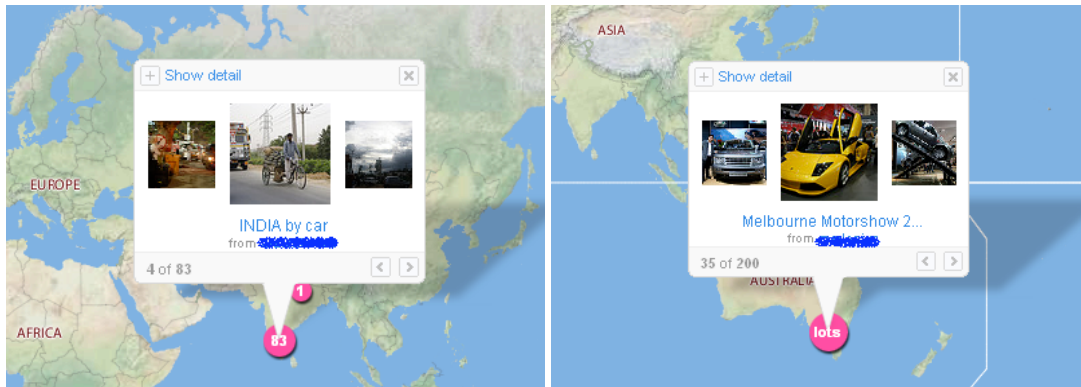 Show detail
INDIA by car
from
4 of 83
EUROPE
AFRICA
1
83
ASIA
Show detail
Melbourne Motorshow 2...
from
35 of 200
AUSTRALIA
lots